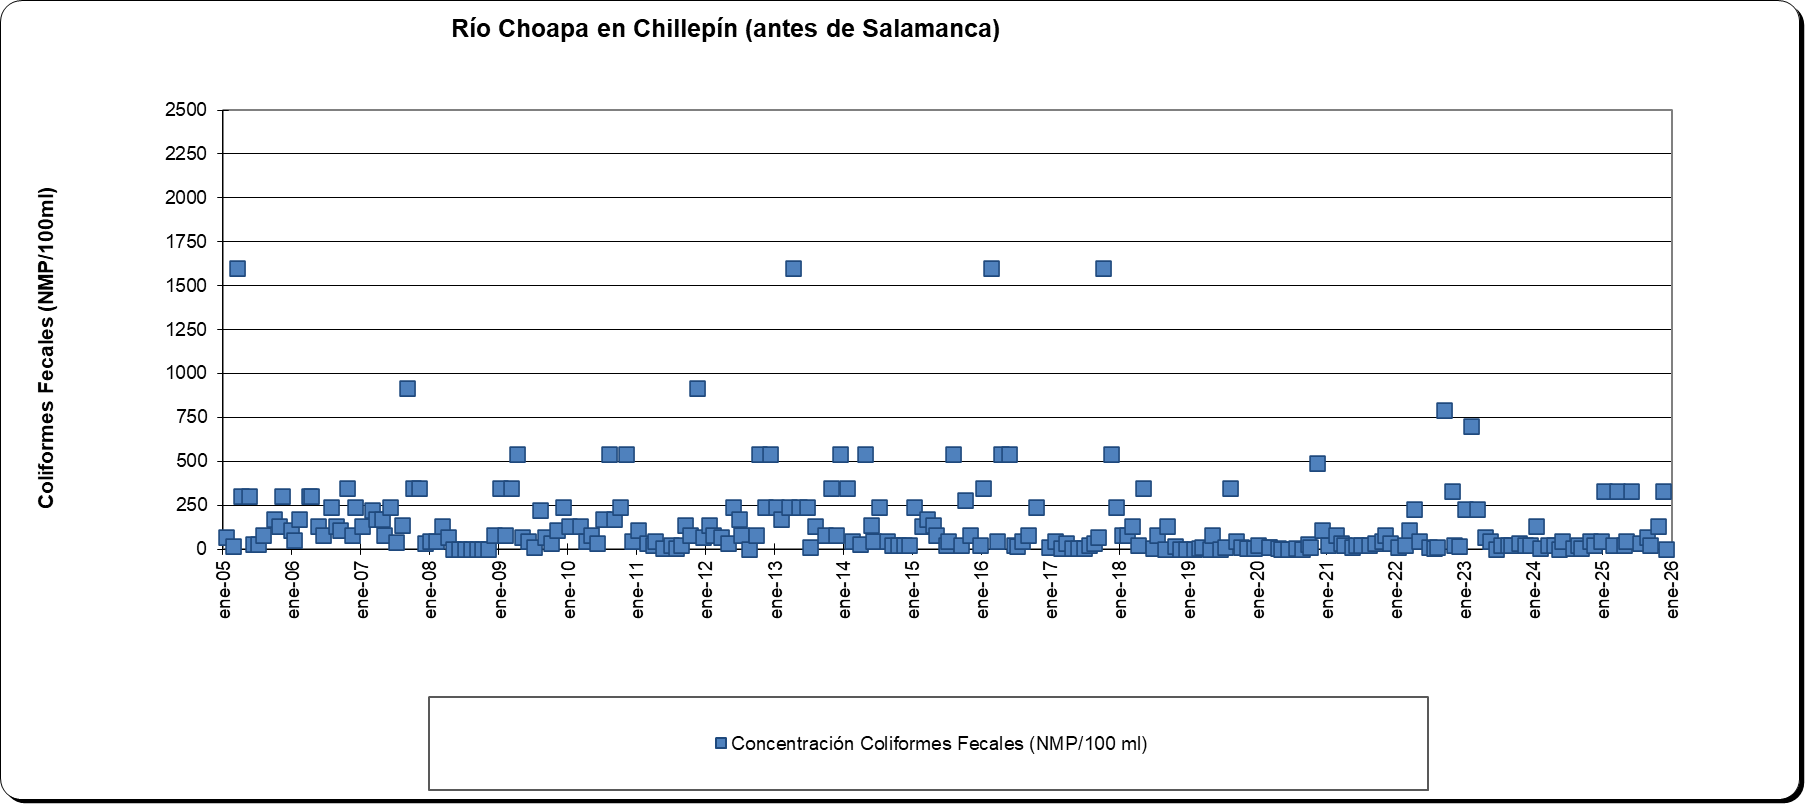 Río Choapa en Chillepín (antes de Salamanca)
Coliformes Fecales (NMP/100ml)
2500
2250
2000
1750
1500
1250
1000
750
500
250
0
ene-05
ene-06
ene-07
ene-08
ene-09
ene-10
ene-11
ene-12
ene-13
ene-14
ene-15
ene-16
ene-17
ene-18
ene-19
ene-20
ene-21
ene-22
ene-23
ene-24
ene-25
ene-26
Concentración Coliformes Fecales (NMP/100 ml)